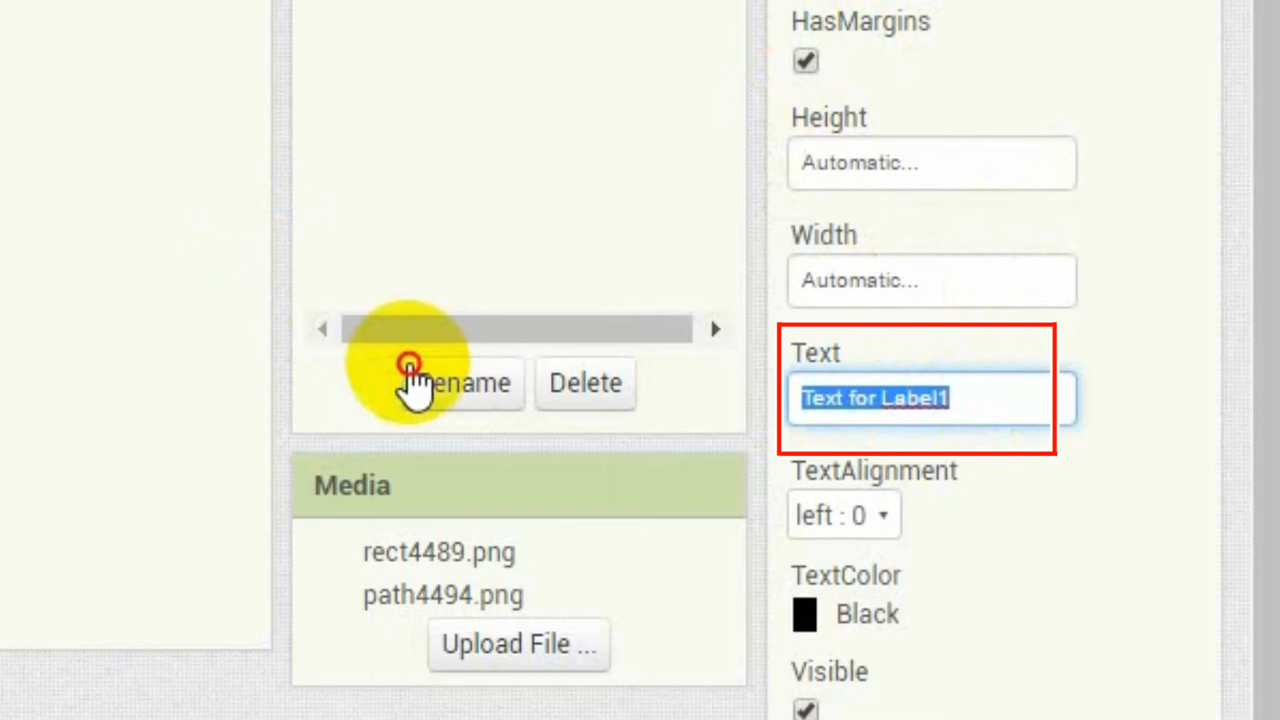 HasMargins
Height
Automatic...
Width
Automatic...
Text
Text for Label1
ename
Delete
TextAlignment
left : 0
Media
rect4489.png
path4494.png
Upload File ...
TextColor
Black
Visible